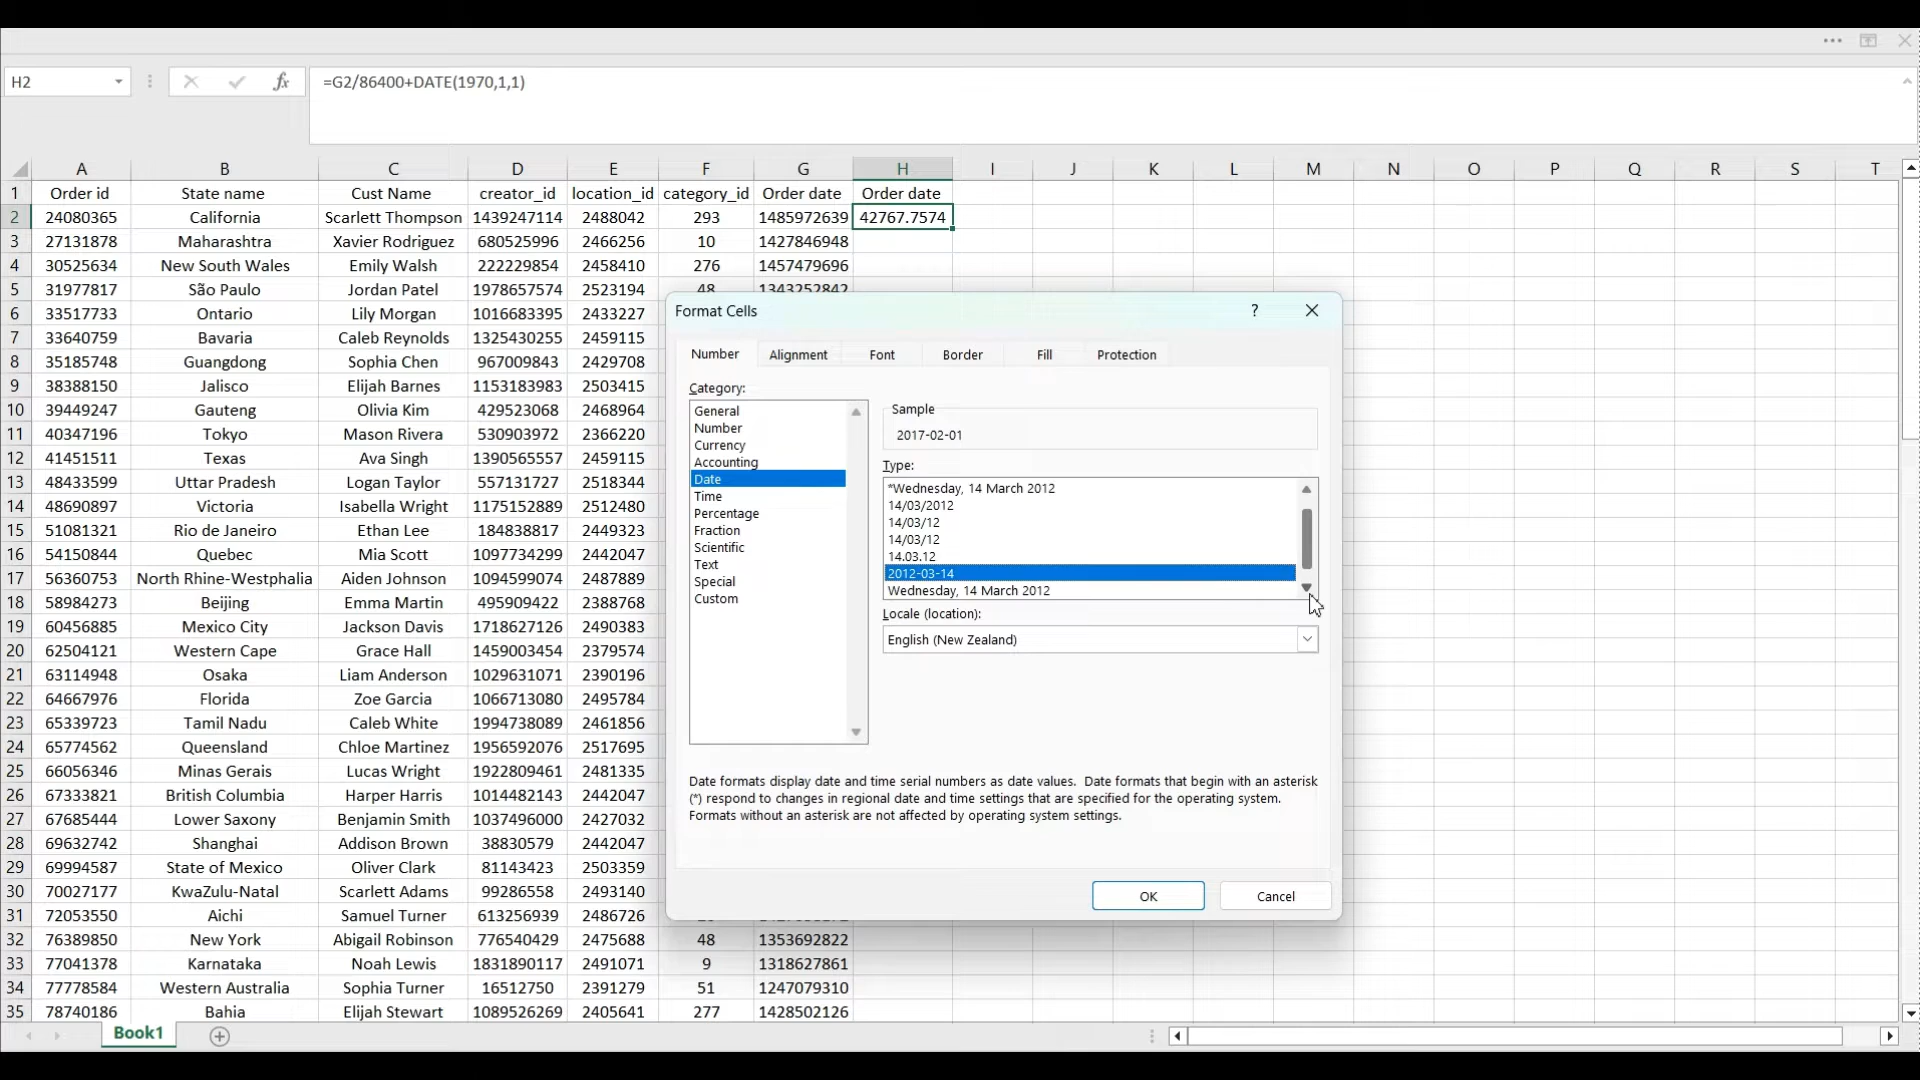 H2
fx
=G2/86400+DATE(1970,1,1)
A B C D E F G H I J K L M N O P Q R S T
1 Order id State name Cust Name creator_id location_id category_id Order date Order date
2 24080365 California Scarlett Thompson 1439247114 2488042 293 1485972639 42767.7574
3 27131878 Maharashtra Xavier Rodriguez 680525996 2466256 10 1427846948
4 30525634 New South Wales Emily Walsh 222229854 2458410 276 1457479696
5 31977817 São Paulo Jordan Patel 1978657574 2523194 48 1343252842
6 33517733 Ontario Lily Morgan 1016683395 2433227
7 33640759 Bavaria Caleb Reynolds 1325430255 2459115
8 35185748 Guangdong Sophia Chen 967009843 2429708
9 38388150 Jalisco Elijah Barnes 1153183983 2503415
10 39449247 Gauteng Olivia Kim 429523068 2468964
11 40347196 Tokyo Mason Rivera 530903972 2366220
12 41451511 Texas Ava Singh 1390565557 2459115
13 48433599 Uttar Pradesh Logan Taylor 557131727 2518344
14 48690897 Victoria Isabella Wright 1175152889 2512480
15 51081321 Rio de Janeiro Ethan Lee 184838817 2449323
16 54150844 Quebec Mia Scott 1097734299 2442047
17 56360753 North Rhine-Westphalia Aiden Johnson 1094599074 2487889
18 58984273 Beijing Emma Martin 495909422 2388768
19 60456885 Mexico City Jackson Davis 1718627126 2490383
20 62504121 Western Cape Grace Hall 1459003454 2379574
21 63114948 Osaka Liam Anderson 1029631071 2390196
22 64667976 Florida Zoe Garcia 1066713080 2495784
23 65339723 Tamil Nadu Caleb White 1994738089 2461856
24 65774562 Queensland Chloe Martinez 1956592076 2517695
25 66056346 Minas Gerais Lucas Wright 1922809461 2481335
26 67333821 British Columbia Harper Harris 1014482143 2442047
27 67685444 Lower Saxony Benjamin Smith 1037496000 2427032
28 69632742 Shanghai Addison Brown 38830579 2442047
29 69994587 State of Mexico Oliver Clark 81143423 2503359
30 70027177 KwaZulu-Natal Scarlett Adams 99286558 2493140
31 72053550 Aichi Samuel Turner 613256939 2486726
32 76389850 New York Abigail Robinson 776540429 2475688 48 1353692822
33 77041378 Karnataka Noah Lewis 1831890117 2491071 9 1318627861
34 77778584 Western Australia Sophia Turner 16512750 2391279 51 1247079310
35 78740186 Bahia Elijah Stewart 1089526269 2405641 277 1428502126
Book1
Format Cells
?
Number Alignment Font Border Fill Protection
Category:
General
Number
Currency
Accounting
Date
Time
Percentage
Fraction
Scientific
Text
Special
Custom
Sample
2017-02-01
Type:
*Wednesday, 14 March 2012
14/03/2012
14/03/12
14/03/12
14.03.12
2012-03-14
Wednesday, 14 March 2012
Locale (location):
English (New Zealand)
Date formats display date and time serial numbers as date values. Date formats that begin with an asterisk
(*) respond to changes in regional date and time settings that are specified for the operating system.
Formats without an asterisk are not affected by operating system settings.
OK Cancel